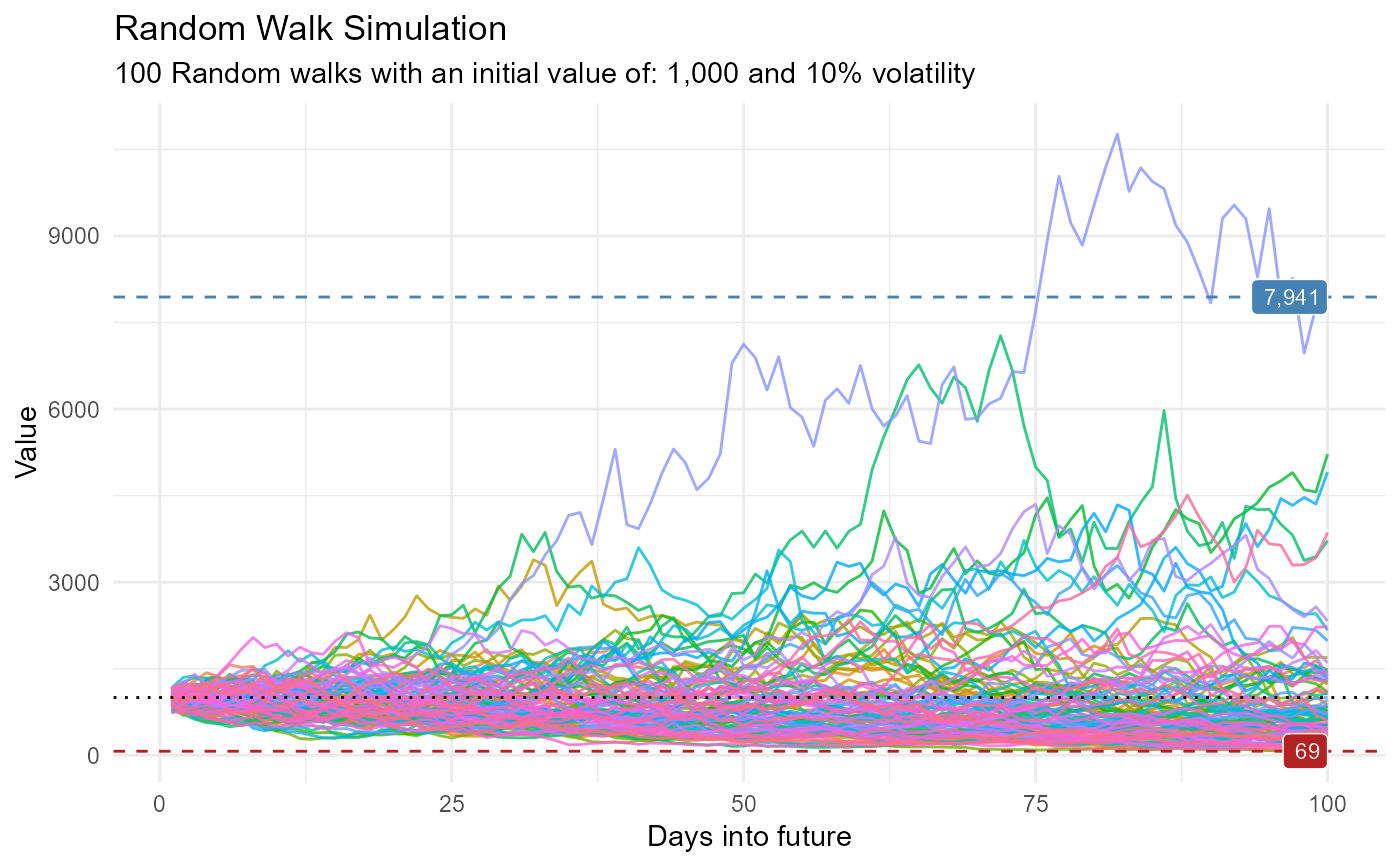 Random Walk Simulation
100 Random walks with an initial value of: 1,000 and 10% volatility
Value
9000
6000
3000
0
7,941
69
0
25
50
75
100
Days into future